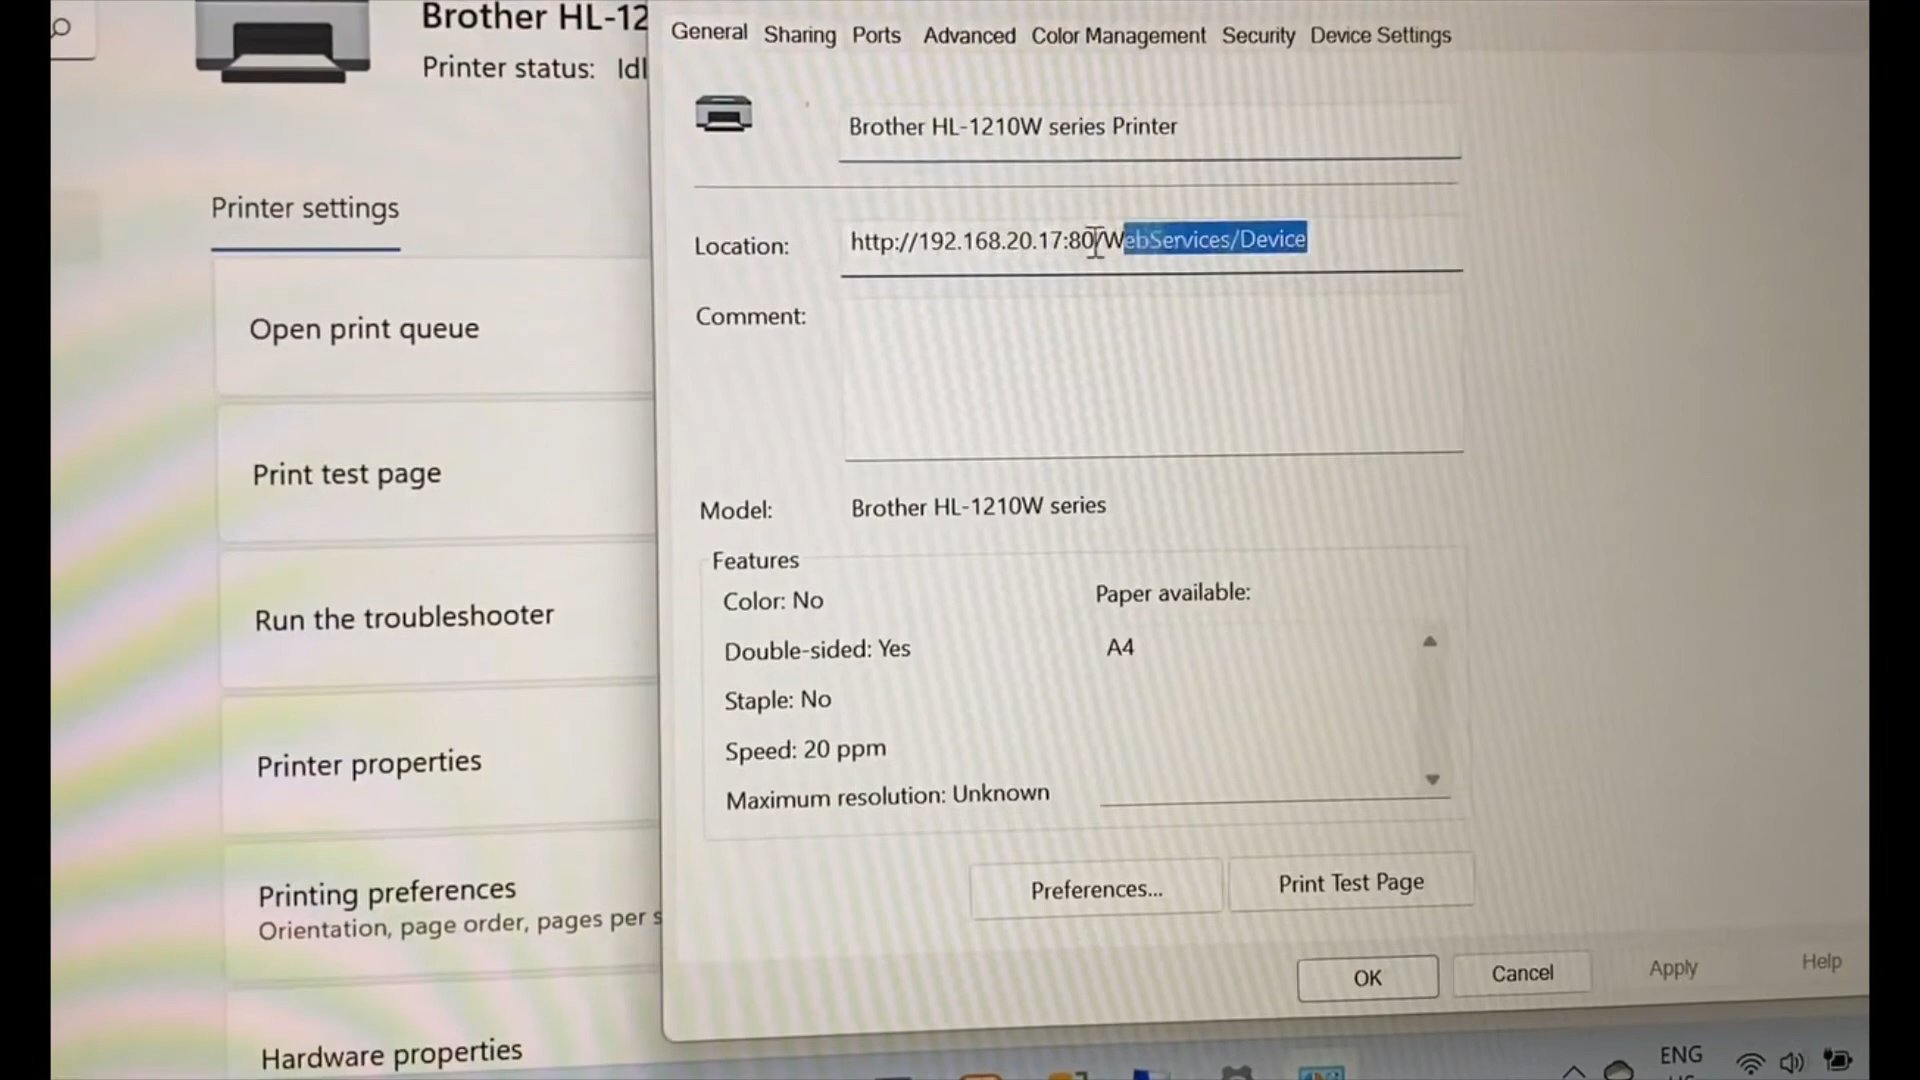 Brother HL-12
Printer status: Idl
Printer settings
Open print queue
Print test page
Run the troubleshooter
Printer properties
Printing preferences
Orientation, page order, pages per s
Hardware properties
General Sharing Ports Advanced Color Management Security Device Settings
Brother HL-1210W series Printer
Location: http://192.168.20.17:80/WebServices/Device
Comment:
Model: Brother HL-1210W series
Features
Color: No
Double-sided: Yes
Staple: No
Speed: 20 ppm
Maximum resolution: Unknown
Paper available:
A4
Preferences...
Print Test Page
OK
Cancel
Apply
Help
ENG